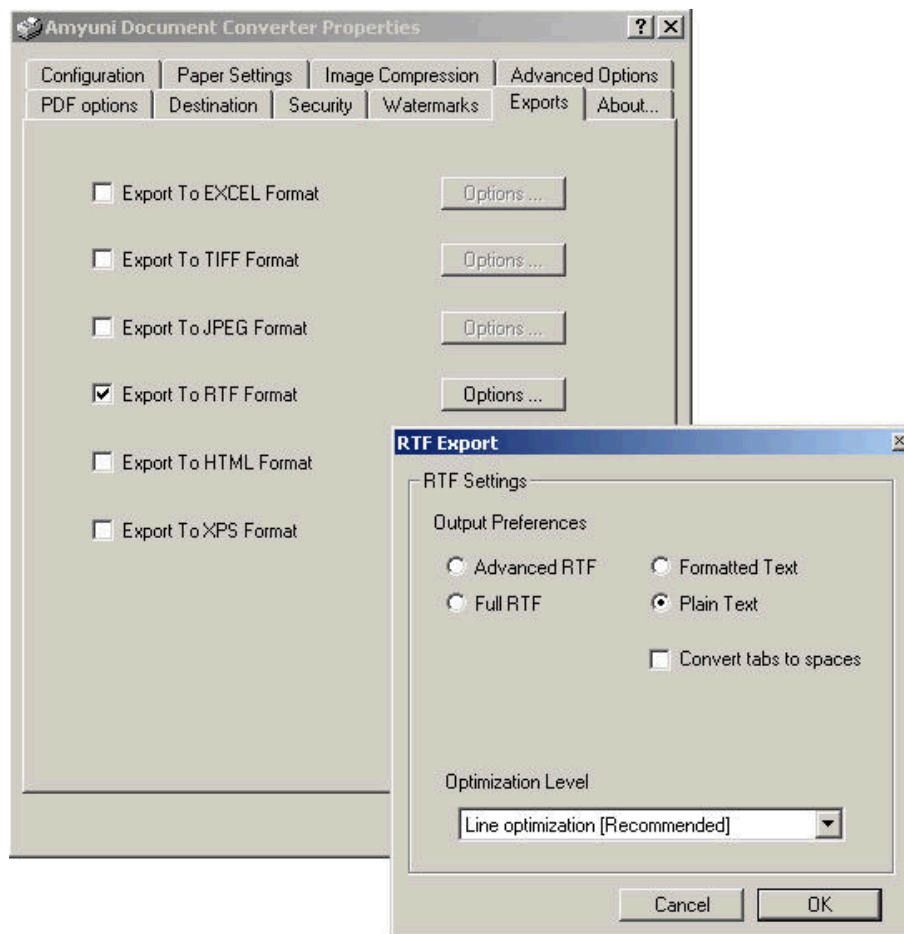 Amyuni Document Converter Properties
Configuration Paper Settings Image Compression Advanced Options
PDF options Destination Security Watermarks Exports About...
Export To EXCEL Format Options ...
Export To TIFF Format Options ...
Export To JPEG Format Options ...
Export To RTF Format Options ...
Export To HTML Format
Export To XPS Format
RTF Export
RTF Settings
Output Preferences
Advanced RTF Formatted Text
Full RTF Plain Text
Convert tabs to spaces
Optimization Level
Line optimization [Recommended]
Cancel OK